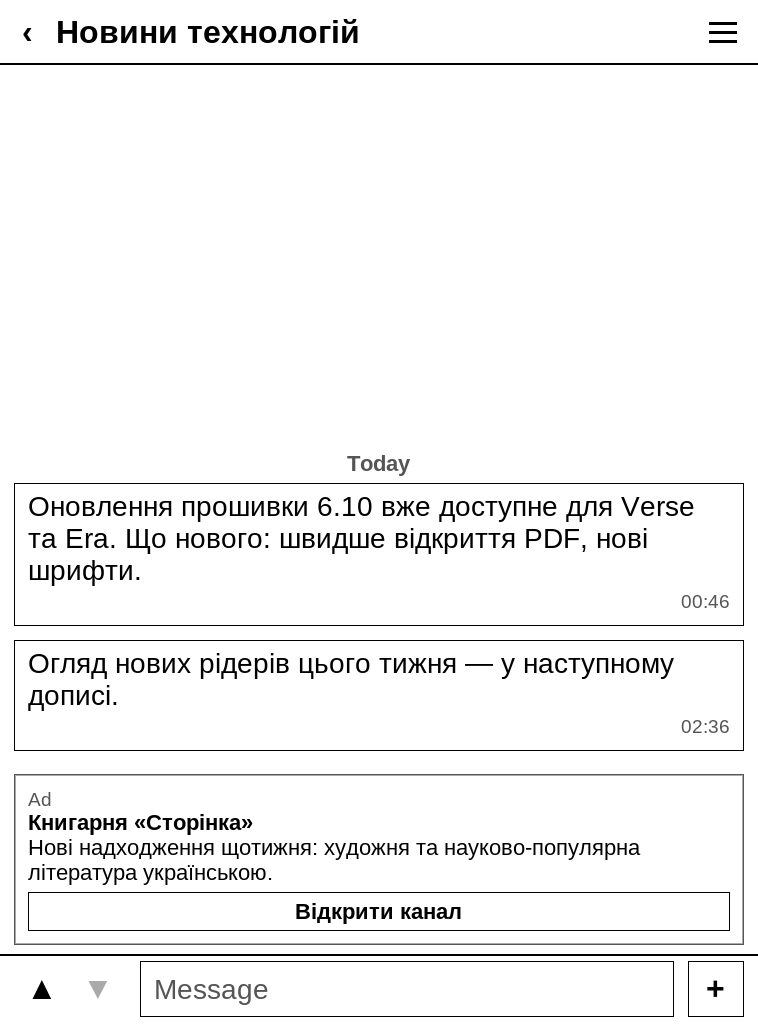 ‹ Новини технологій
Today
Оновлення прошивки 6.10 вже доступне для Verse
та Era. Що нового: швидше відкриття PDF, нові
шрифти.
00:46
Огляд нових рідерів цього тижня — у наступному
дописі.
02:36
Ad
Книгарня «Сторінка»
Нові надходження щотижня: художня та науково-популярна
література українською.
Відкрити канал
▲ ▼ Message +